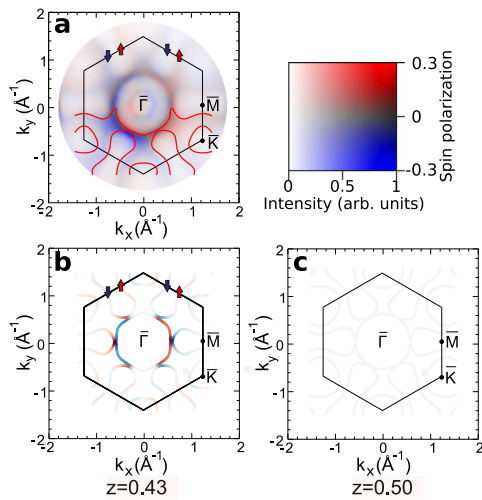 a
2
1
0
-1
-2
k_y (Å⁻¹)
-2 -1 0 1 2
k_x(Å⁻¹)
Γ̅
M̅
K̅
0.3
0
-0.3
Spin polarization
0 0.5 1
Intensity (arb. units)
b
2
1
0
-1
-2
k_y (Å⁻¹)
-2 -1 0 1 2
k_x(Å⁻¹)
Γ̅
M̅
K̅
z=0.43
c
2
1
0
-1
-2
k_y (Å⁻¹)
-2 -1 0 1 2
k_x(Å⁻¹)
Γ̅
M̅
K̅
z=0.50